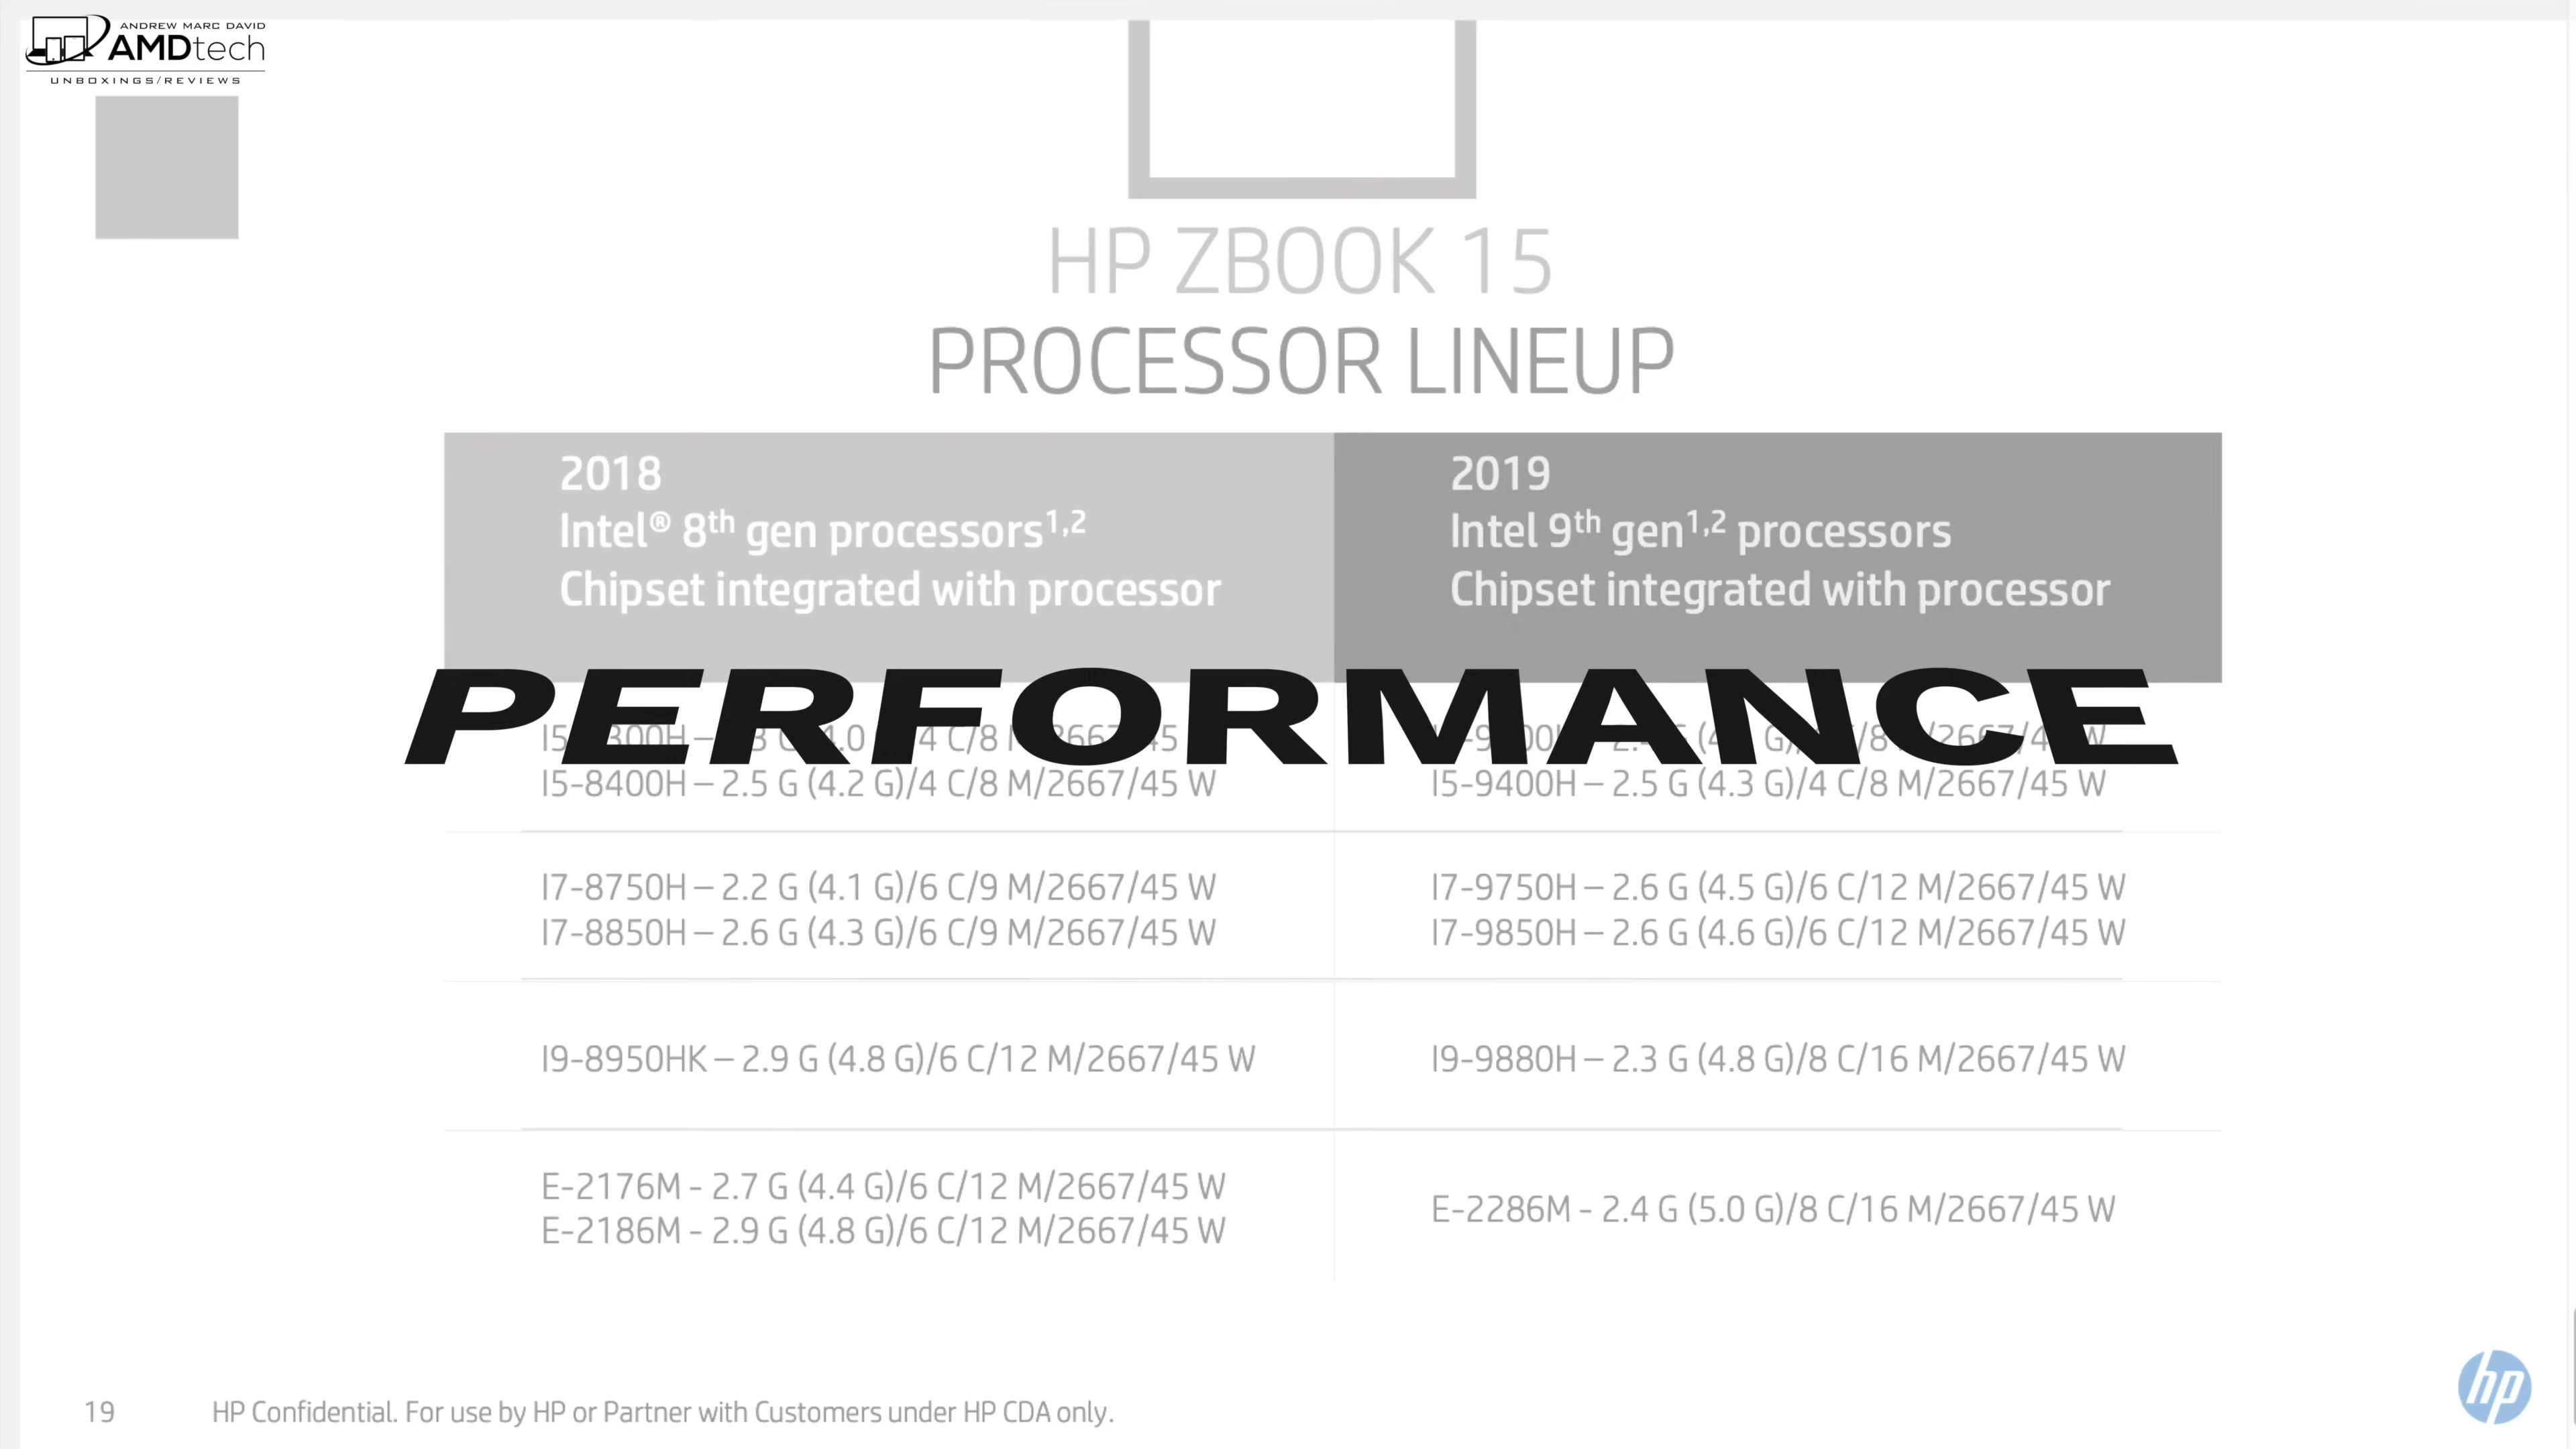 ANDREW MARC DAVID
AMDtech
UNBOXINGS/REVIEWS
HP ZBOOK 15
PROCESSOR LINEUP
2018
Intel® 8th gen processors1,2
Chipset integrated with processor
2019
Intel 9th gen1,2 processors
Chipset integrated with processor
PERFORMANCE
I5-8400H – 2.5 G (4.2 G)/4 C/8 M/2667/45 W
I5-9400H – 2.5 G (4.3 G)/4 C/8 M/2667/45 W
I7-8750H – 2.2 G (4.1 G)/6 C/9 M/2667/45 W
I7-8850H – 2.6 G (4.3 G)/6 C/9 M/2667/45 W
I7-9750H – 2.6 G (4.5 G)/6 C/12 M/2667/45 W
I7-9850H – 2.6 G (4.6 G)/6 C/12 M/2667/45 W
I9-8950HK – 2.9 G (4.8 G)/6 C/12 M/2667/45 W
I9-9880H – 2.3 G (4.8 G)/8 C/16 M/2667/45 W
E-2176M - 2.7 G (4.4 G)/6 C/12 M/2667/45 W
E-2186M - 2.9 G (4.8 G)/6 C/12 M/2667/45 W
E-2286M - 2.4 G (5.0 G)/8 C/16 M/2667/45 W
19
HP Confidential. For use by HP or Partner with Customers under HP CDA only.
hp